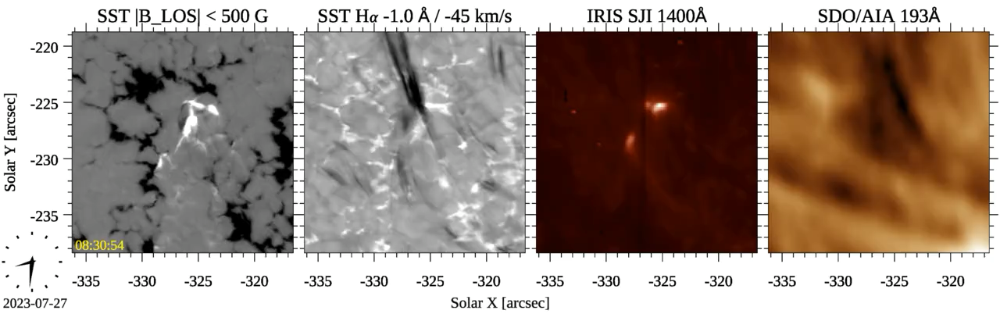 SST |B_LOS| < 500 G
SST Hα -1.0 Å / -45 km/s
IRIS SJI 1400Å
SDO/AIA 193Å
-220
-225
-230
-235
Solar Y [arcsec]
08:30:54
-335 -330 -325 -320
-335 -330 -325 -320
-335 -330 -325 -320
-335 -330 -325 -320
2023-07-27
Solar X [arcsec]